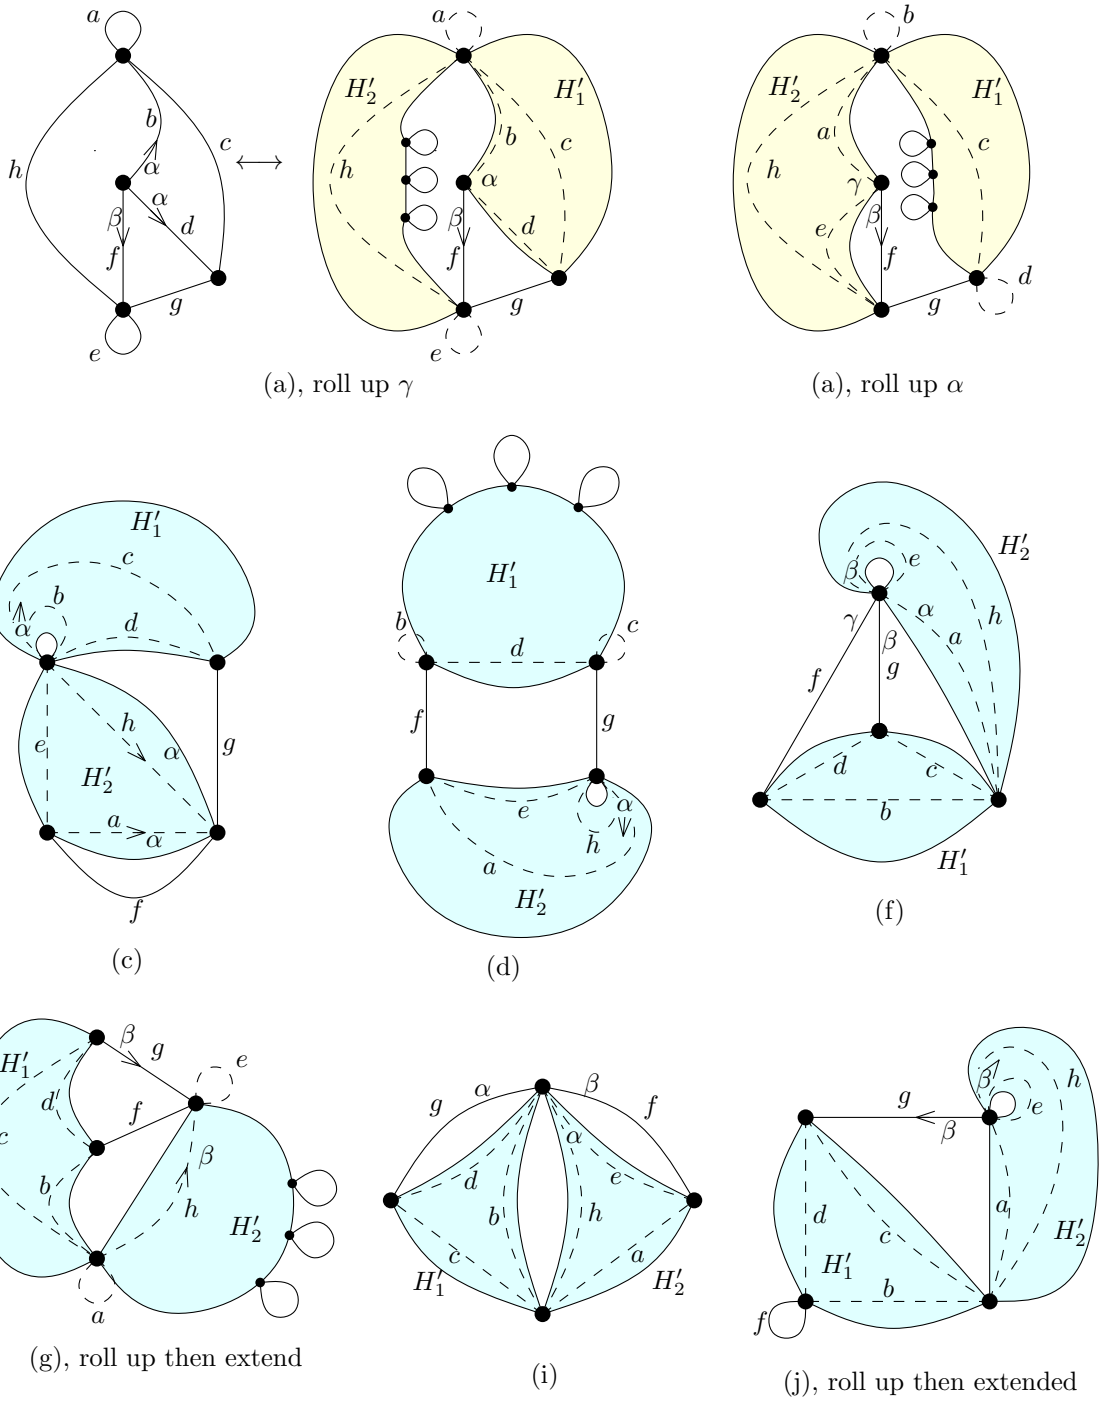 a
b
α
α
c
h
β
d
f
g
e
a
H′2
H′1
h
b
c
α
β
d
f
g
e
(a), roll up γ
b
H′2
H′1
a
c
h
γ
β
e
f
d
g
(a), roll up α
H′1
c
b
α
d
h
e
α
g
H′2
a
α
f
(c)
H′1
b
c
d
f
g
e
α
h
a
H′2
(d)
H′2
e
β
α
h
γ
β
a
g
f
d
c
b
H′1
(f)
β
g
e
H′1
d
f
c
b
β
h
H′2
a
(g), roll up then extend
α
β
g
f
α
d
e
b
h
c
a
H′1
H′2
(i)
h
β
g
e
β
d
a
c
H′2
H′1
b
f
(j), roll up then extended